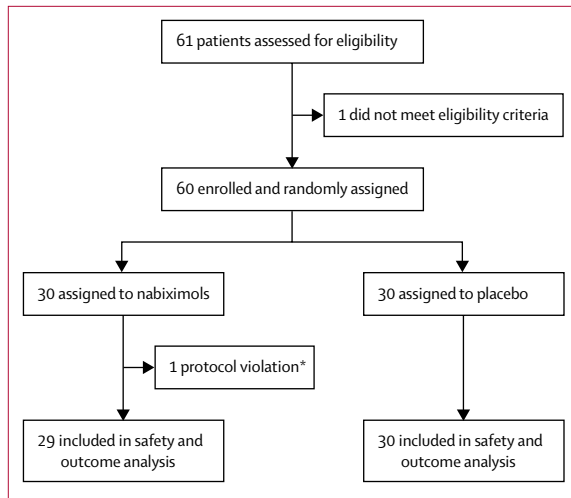 61 patients assessed for eligibility
1 did not meet eligibility criteria
60 enrolled and randomly assigned
30 assigned to nabiximols
30 assigned to placebo
1 protocol violation*
29 included in safety and
outcome analysis
30 included in safety and
outcome analysis